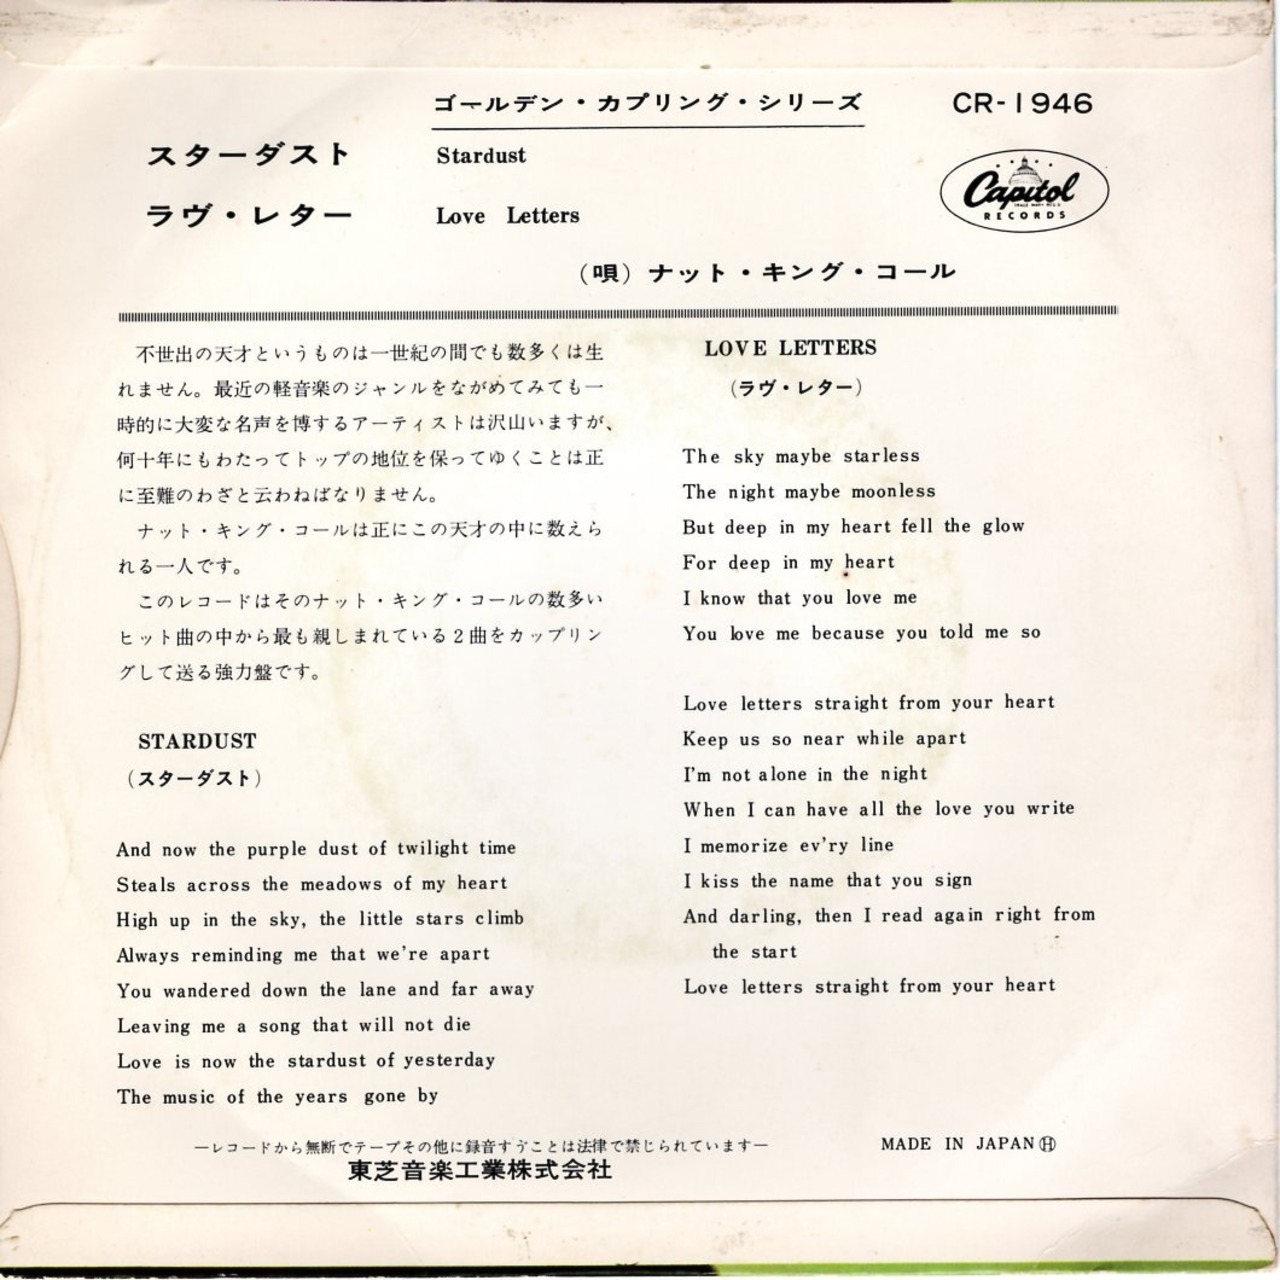 ゴールデン・カプリング・シリーズ
CR-1946
スターダスト Stardust
ラヴ・レター Love Letters
Capitol
RECORDS
(唄) ナット・キング・コール
不世出の天才というものは一世紀の間でも数多くは生
れません。最近の軽音楽のジャンルをながめてみても一
時的に大変な名声を博するアーティストは沢山いますが、
何十年にもわたってトップの地位を保ってゆくことは正
に至難のわざと云わねばなりません。
ナット・キング・コールは正にこの天才の中に数えら
れる一人です。
このレコードはそのナット・キング・コールの数多い
ヒット曲の中から最も親しまれている2曲をカップリン
グして送る強力盤です。
STARDUST
(スターダスト)
And now the purple dust of twilight time
Steals across the meadows of my heart
High up in the sky, the little stars climb
Always reminding me that we're apart
You wandered down the lane and far away
Leaving me a song that will not die
Love is now the stardust of yesterday
The music of the years gone by
LOVE LETTERS
(ラヴ・レター)
The sky maybe starless
The night maybe moonless
But deep in my heart fell the glow
For deep in my heart
I know that you love me
You love me because you told me so
Love letters straight from your heart
Keep us so near while apart
I'm not alone in the night
When I can have all the love you write
I memorize ev'ry line
I kiss the name that you sign
And darling, then I read again right from
the start
Love letters straight from your heart
―レコードから無断でテープその他に録音することは法律で禁じられています―
東芝音楽工業株式会社
MADE IN JAPAN Ⓗ